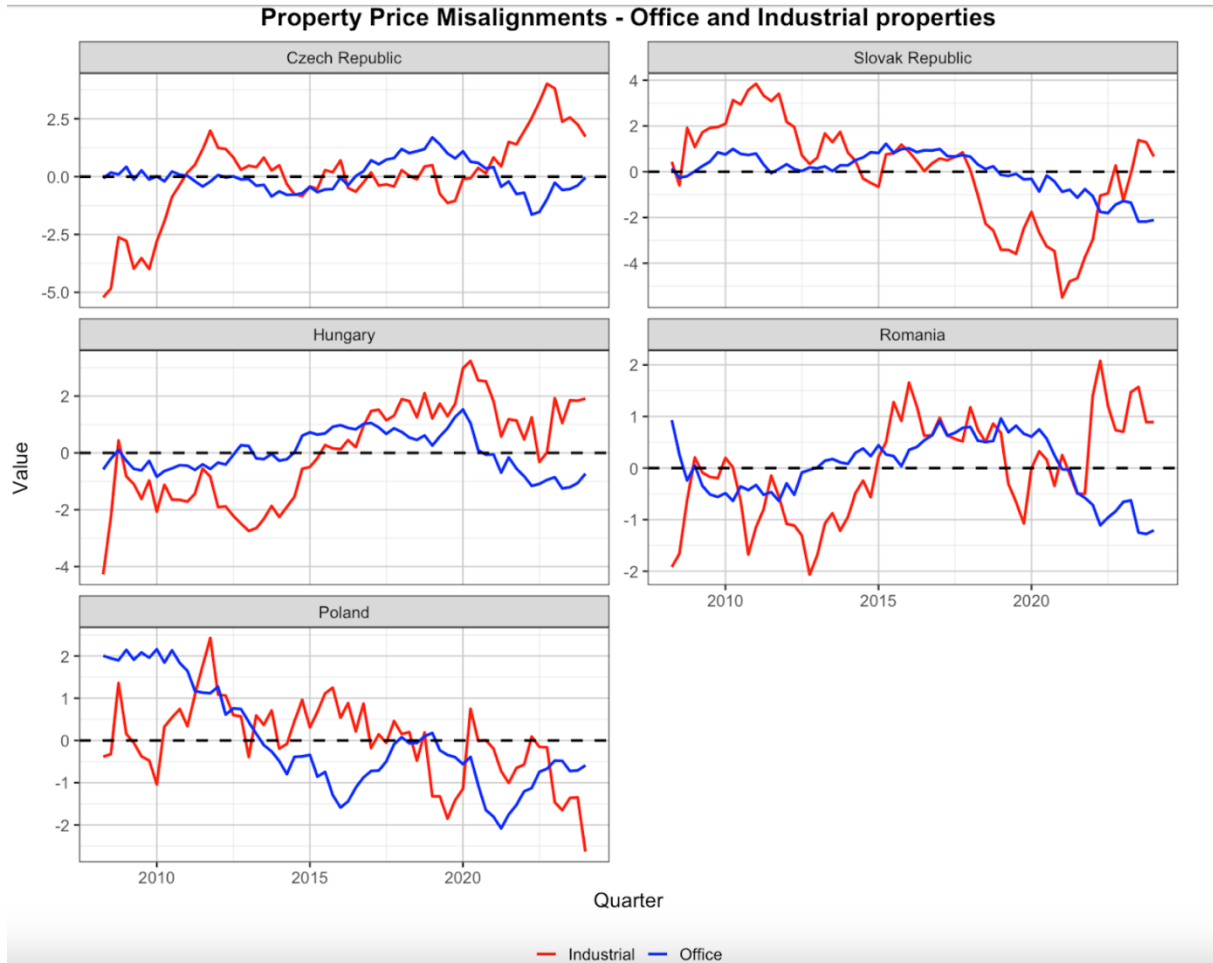 Property Price Misalignments - Office and Industrial properties
Czech Republic
Slovak Republic
2.5
0.0
-2.5
-5.0
4
2
0
-2
-4
Hungary
Romania
2
0
-2
-4
2
1
0
-1
-2
2010
2015
2020
Poland
2
1
0
-1
-2
2010
2015
2020
Value
Quarter
Industrial
Office